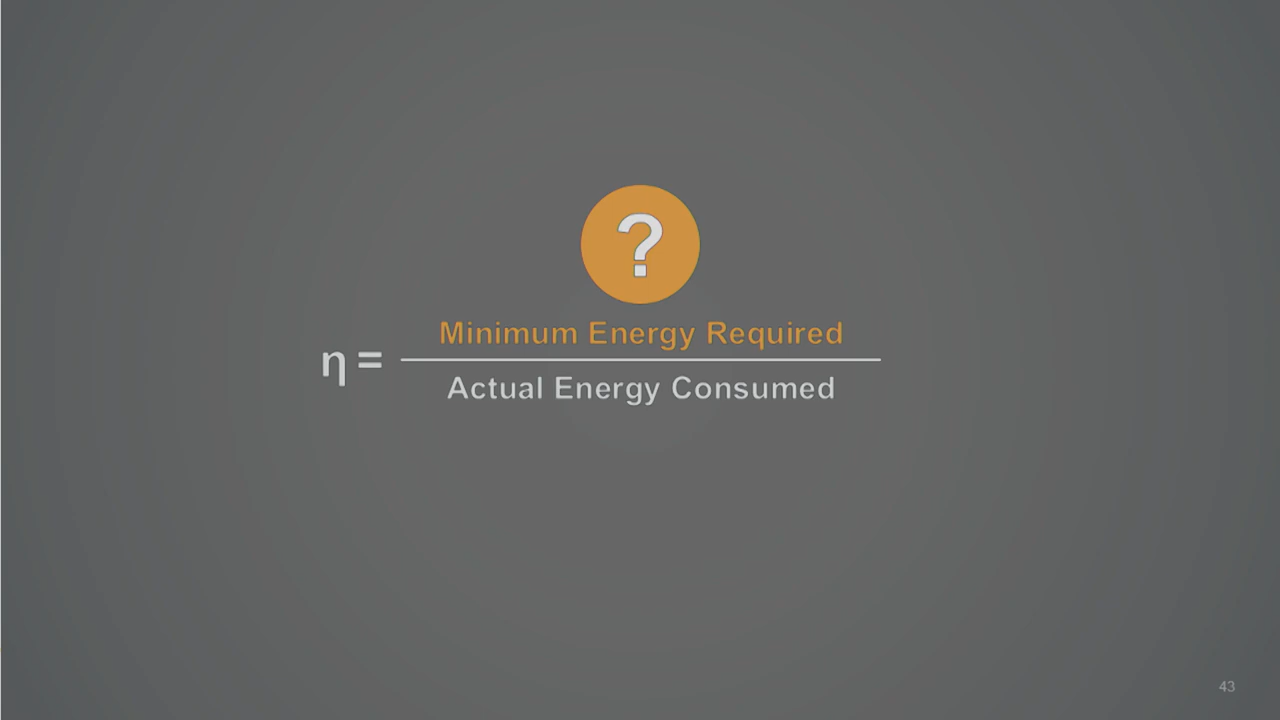 ?
Minimum Energy Required
η =
Actual Energy Consumed
43